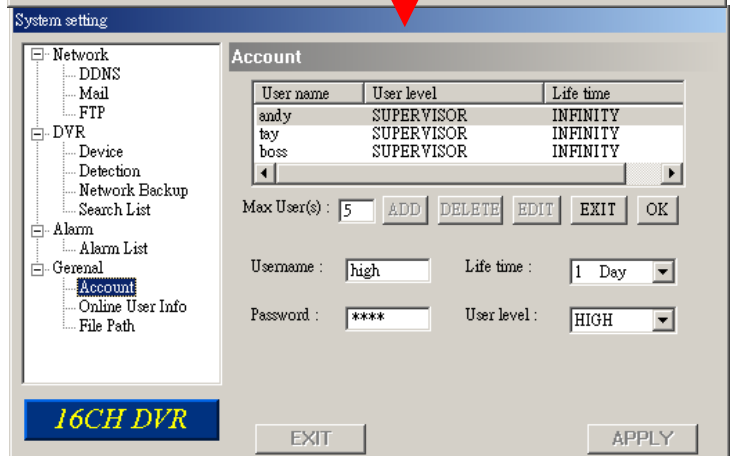 System setting
Network
DDNS
Mail
FTP
DVR
Device
Detection
Network Backup
Search List
Alarm
Alarm List
Gerenal
Account
Online User Info
File Path
16CH DVR
Account
User name User level Life time
andy SUPERVISOR INFINITY
tay SUPERVISOR INFINITY
boss SUPERVISOR INFINITY
Max User(s) : 5 ADD DELETE EDIT EXIT OK
Username : high Life time : 1 Day
Password : **** User level : HIGH
EXIT APPLY